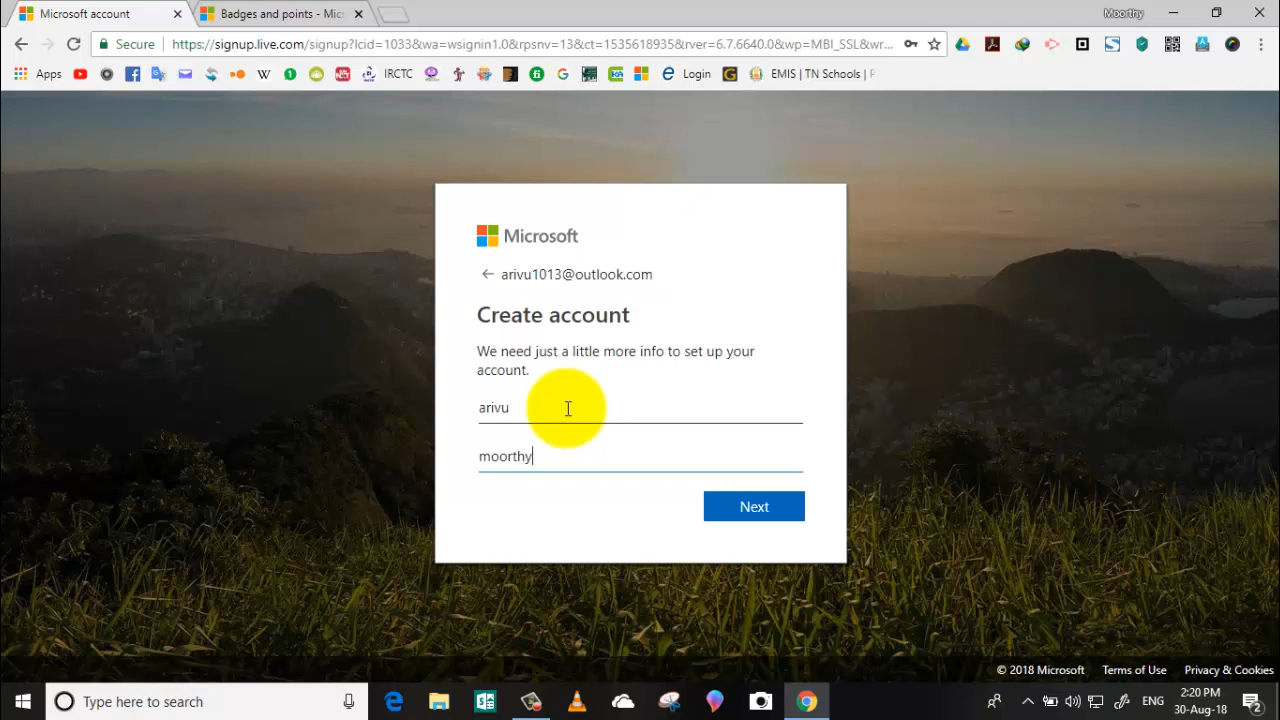 Microsoft account
Badges and points - Mic
Moorthy
Secure
https://signup.live.com/signup?lcid=1033&wa=wsignin1.0&rpsnv=13&ct=1535618935&rver=6.7.6640.0&wp=MBI_SSL&wr...
Apps
IRCTC
Login
EMIS | TN Schools |
Microsoft
arivu1013@outlook.com
Create account
We need just a little more info to set up your
account.
arivu
moorthy
Next
© 2018 Microsoft
Terms of Use
Privacy & Cookies
Type here to search
ENG
2:20 PM
30-Aug-18
2